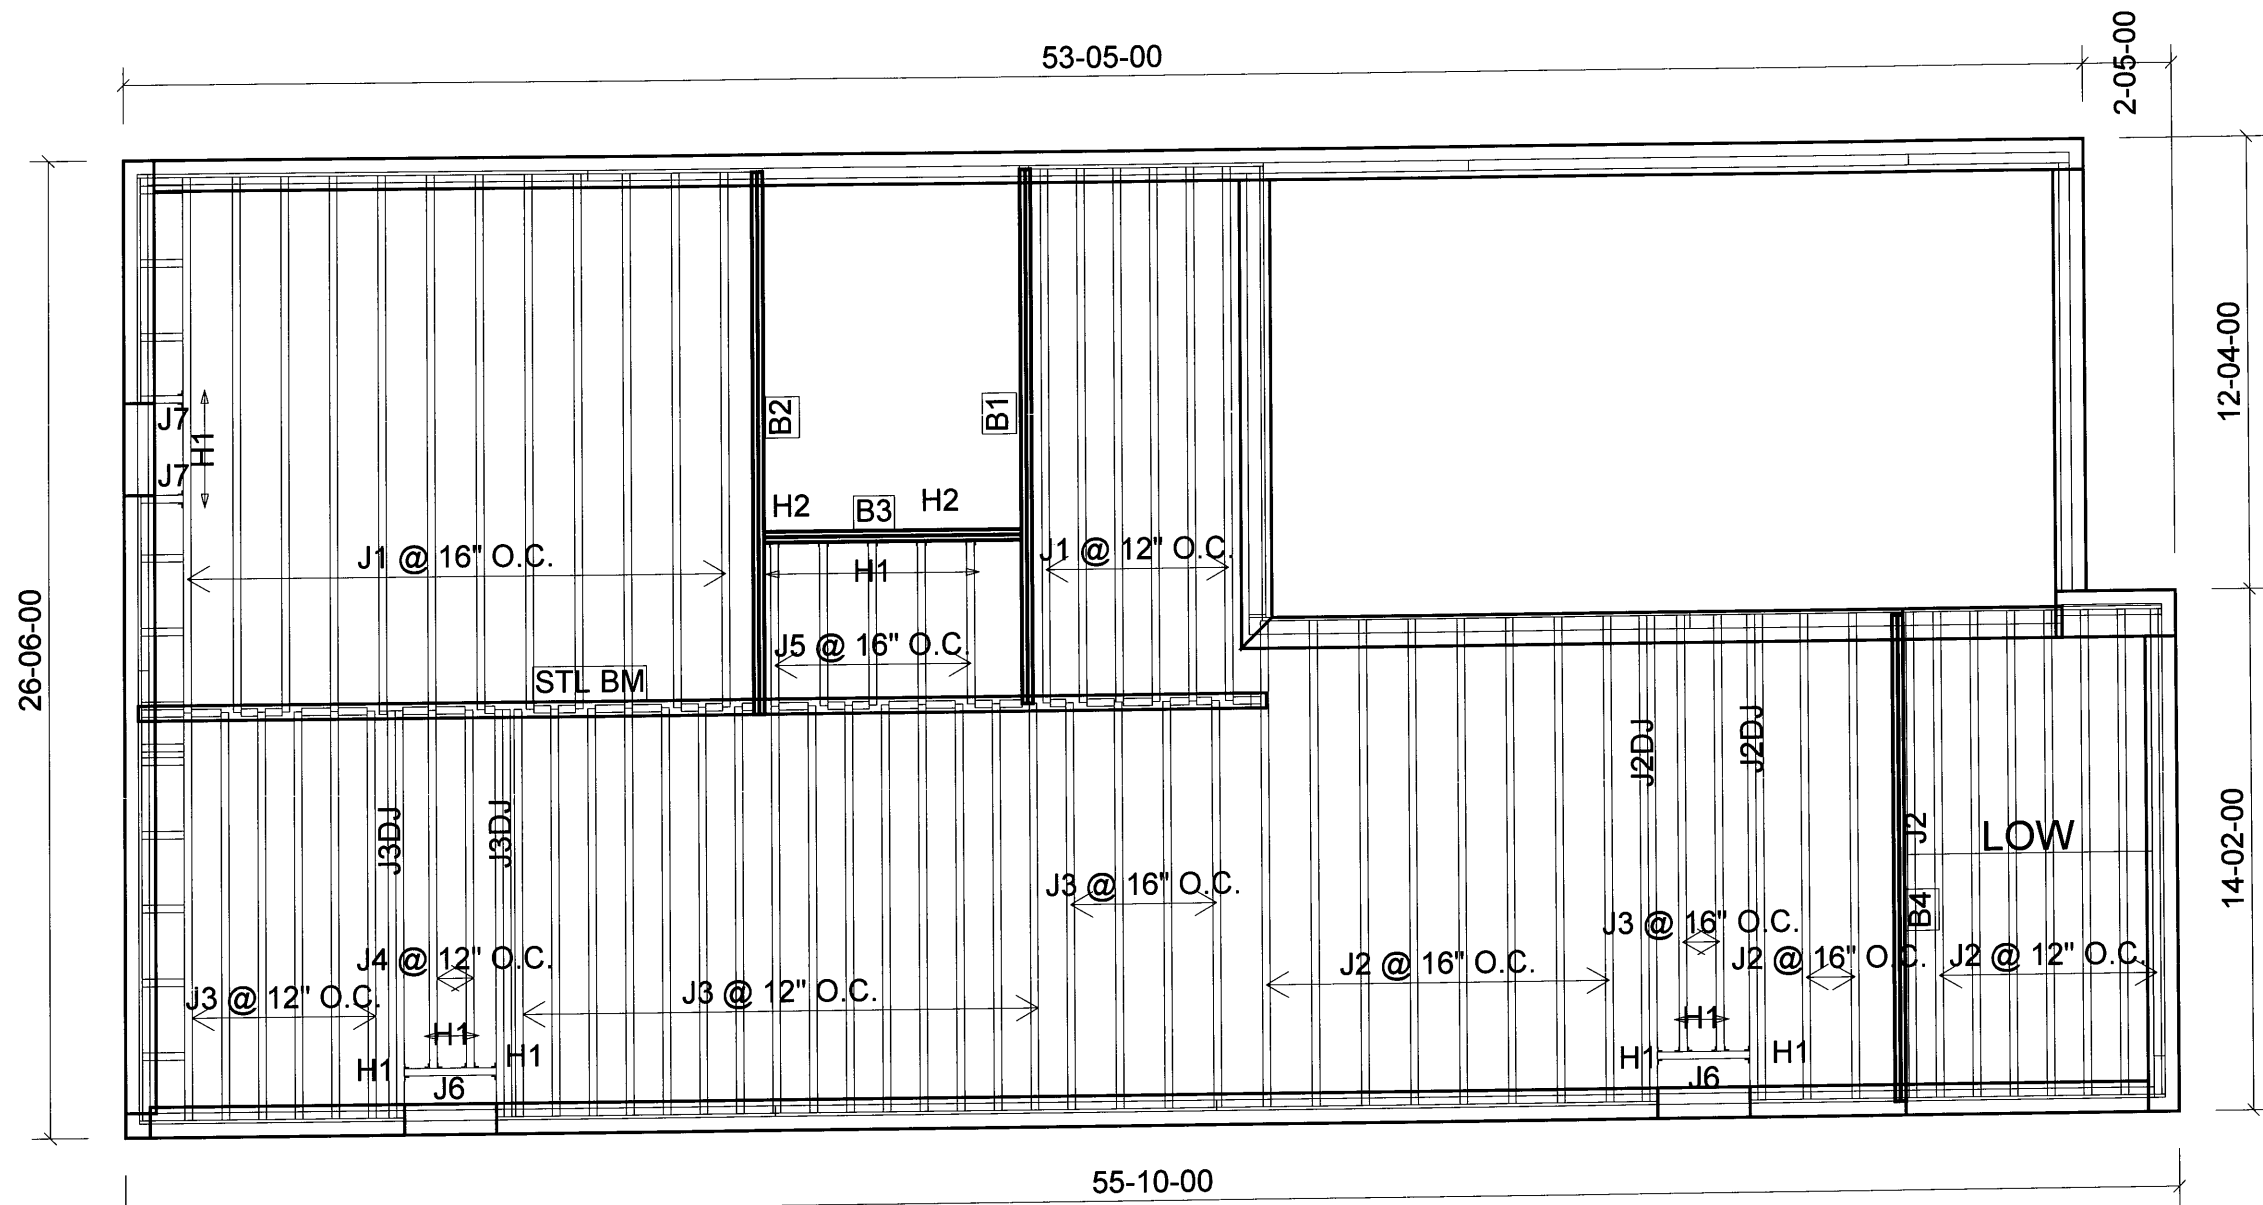 53-05-00
2-05-00
12-04-00
J7
H1
B2
B1
J7
H2
B3
H2
J1 @ 16" O.C.
H1
J1 @ 12" O.C.
26-06-00
J5 @ 16" O.C.
STL BM
J2DJ
J2DJ
J3DJ
J3DJ
J2
LOW
14-02-00
J3 @ 16" O.C.
B4
J3 @ 16" O.C.
J4 @ 12" O.C.
J2 @ 16" O.C.
J2 @ 16" O.C.
J2 @ 12" O.C.
J3 @ 12" O.C.
J3 @ 12" O.C.
H1
H1
H1
H1
H1
H1
J6
J6
55-10-00